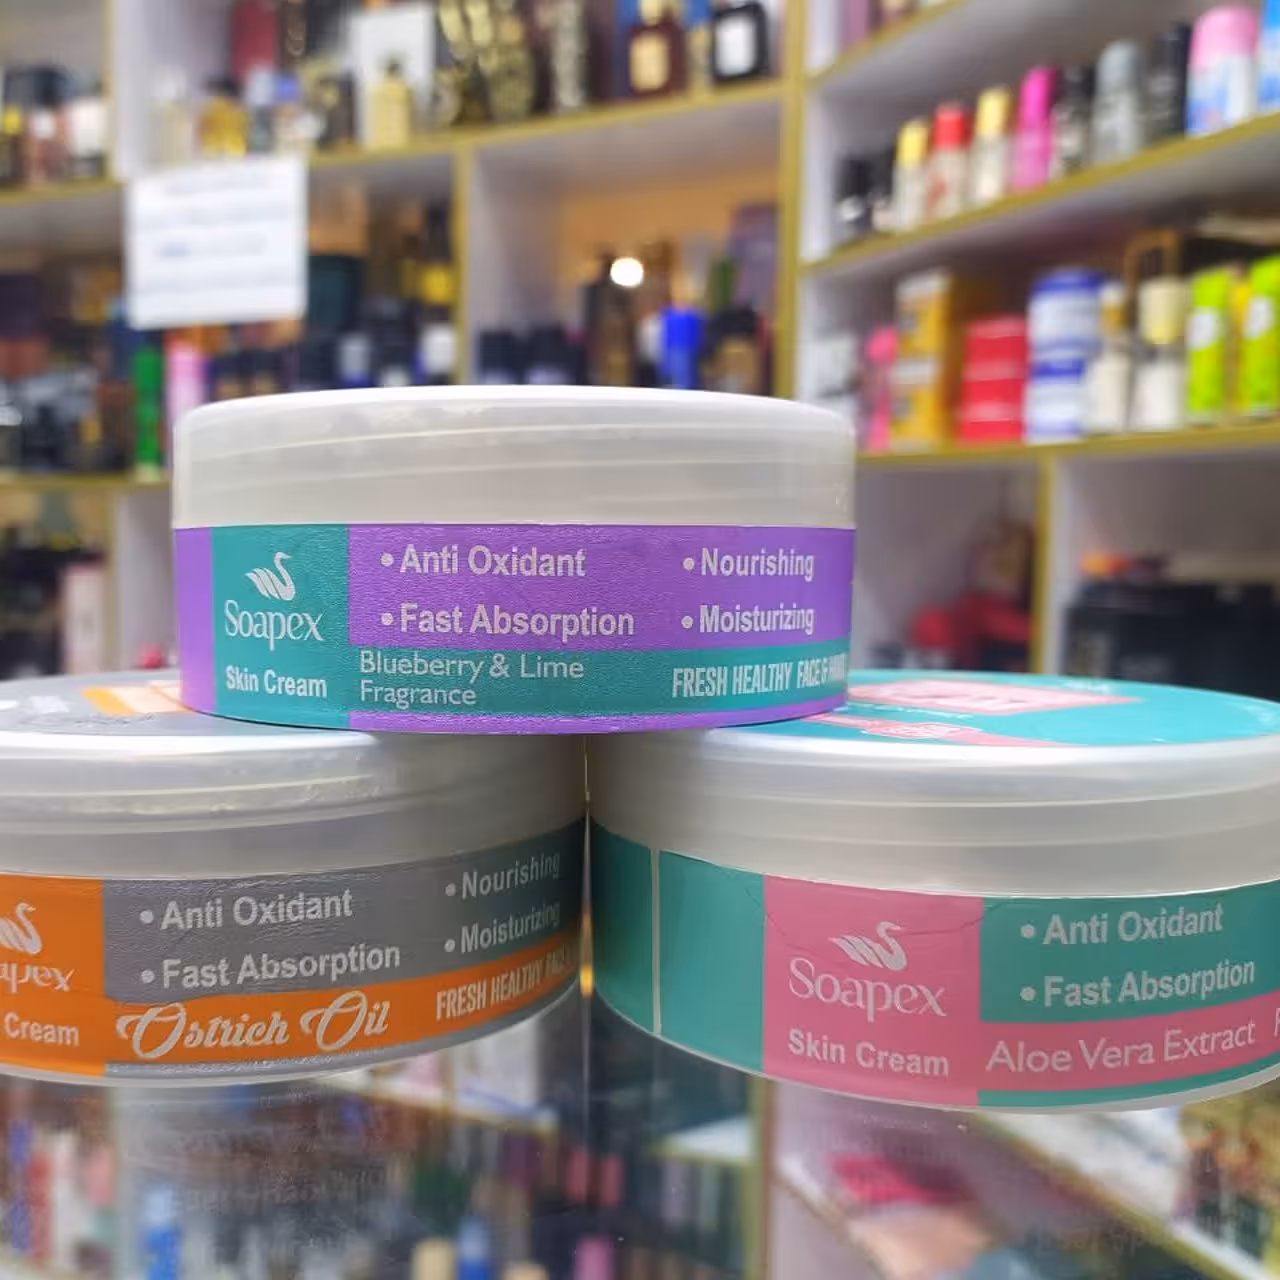 • Anti Oxidant • Nourishing
• Fast Absorption • Moisturizing
Soapex
Skin Cream
Blueberry & Lime
Fragrance
FRESH HEALTHY FACE &
• Anti Oxidant • Nourishing
• Fast Absorption • Moisturizing
Cream
Ostrich Oil
FRESH HEALTHY
Soapex
Skin Cream
• Anti Oxidant
• Fast Absorption
Aloe Vera Extract